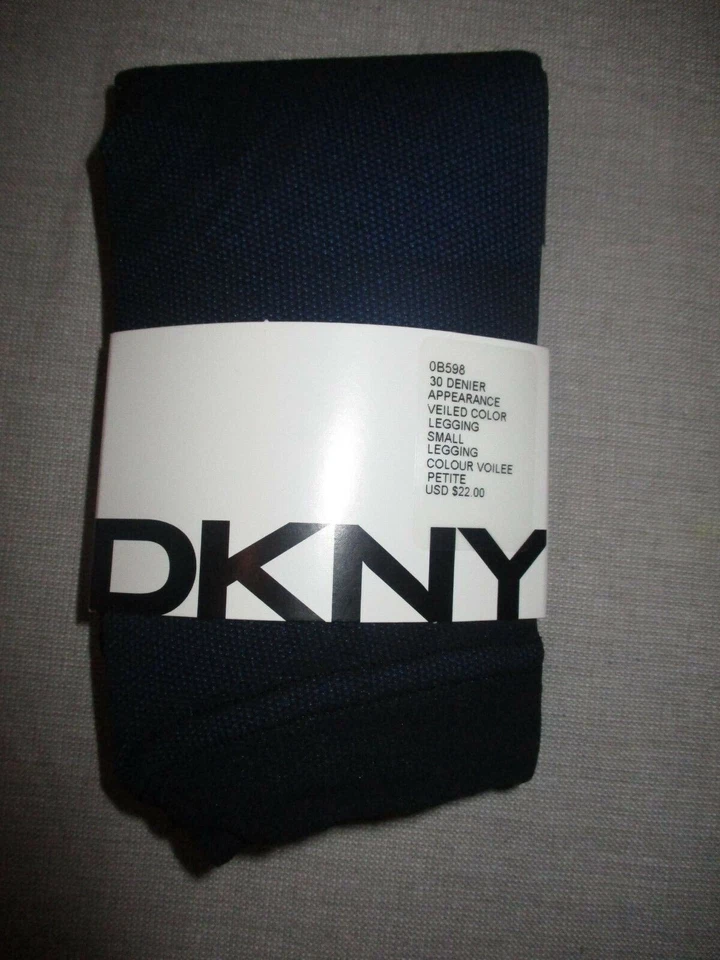 0B598
30 DENIER
APPEARANCE
VEILED COLOR
LEGGING
SMALL
LEGGING
COLOUR VOILEE
PETITE
USD $22.00
DKNY